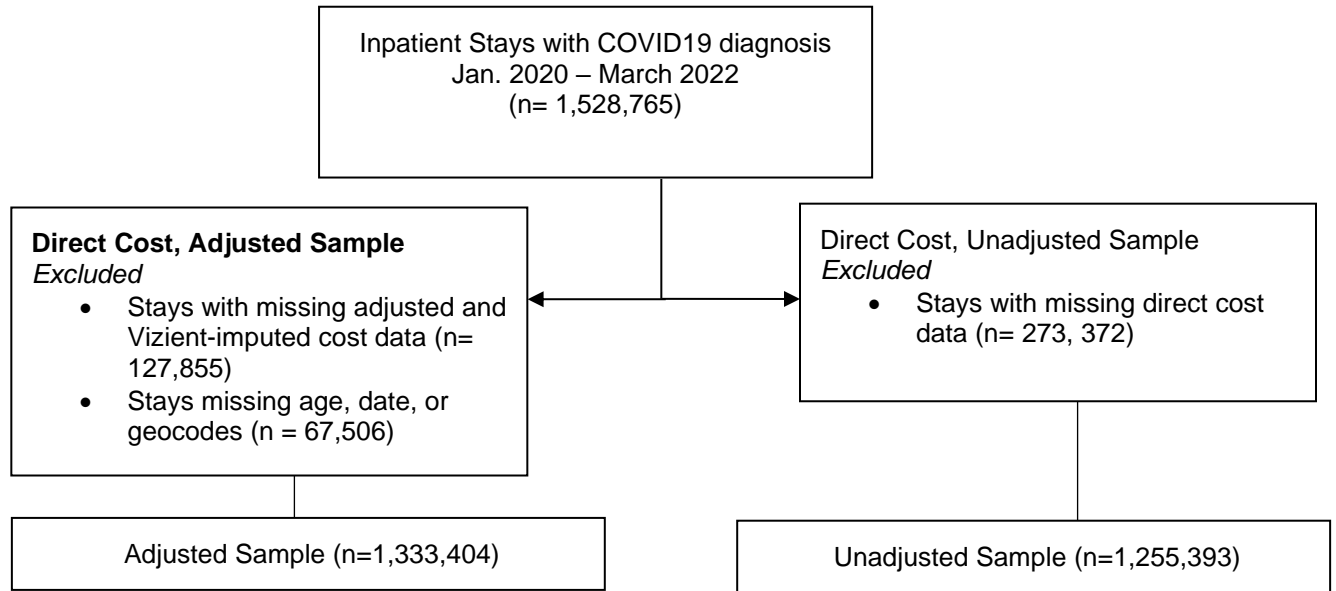 Inpatient Stays with COVID19 diagnosis
Jan. 2020 – March 2022
(n= 1,528,765)
Direct Cost, Adjusted Sample
Excluded
• Stays with missing adjusted and
Vizient-imputed cost data (n=
127,855)
• Stays missing age, date, or
geocodes (n = 67,506)
Direct Cost, Unadjusted Sample
Excluded
• Stays with missing direct cost
data (n= 273, 372)
Adjusted Sample (n=1,333,404)
Unadjusted Sample (n=1,255,393)